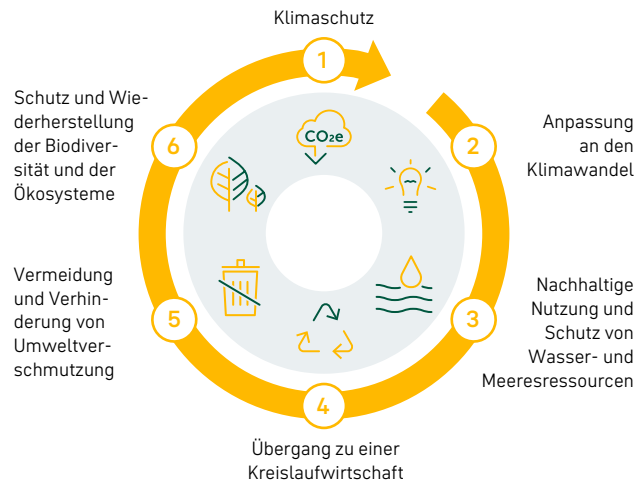 Klimaschutz
1
CO₂e
2
Anpassung
an den
Klimawandel
3
Nachhaltige
Nutzung und
Schutz von
Wasser- und
Meeresressourcen
4
Übergang zu einer
Kreislaufwirtschaft
5
Vermeidung
und Verhin-
derung von
Umweltver-
schmutzung
6
Schutz und Wie-
derherstellung
der Biodiver-
sität und der
Ökosysteme